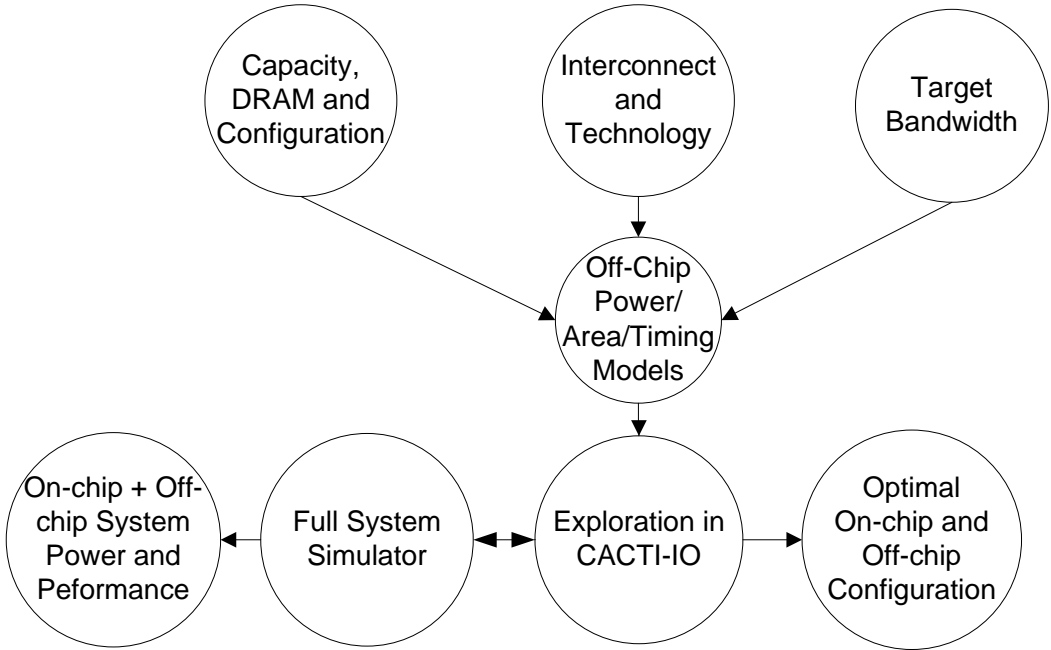 Capacity,
DRAM and
Configuration
Interconnect
and
Technology
Target
Bandwidth
Off-Chip
Power/
Area/Timing
Models
On-chip + Off-
chip System
Power and
Peformance
Full System
Simulator
Exploration in
CACTI-IO
Optimal
On-chip and
Off-chip
Configuration